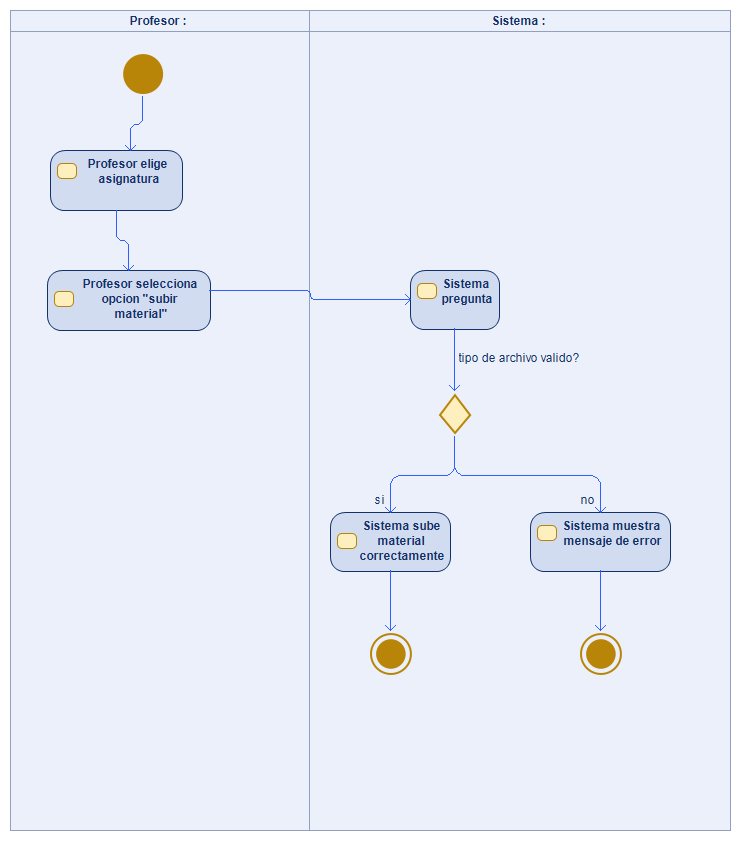 Profesor :
Sistema :
Profesor elige
asignatura
Profesor selecciona
opcion "subir
material"
Sistema
pregunta
tipo de archivo valido?
si
no
Sistema sube
material
correctamente
Sistema muestra
mensaje de error